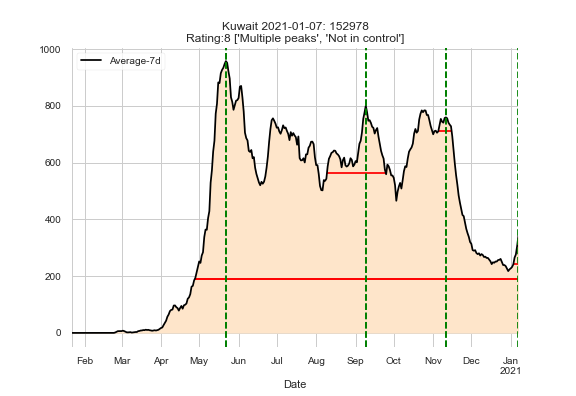 Kuwait 2021-01-07: 152978
Rating:8 ['Multiple peaks', 'Not in control']
Average-7d
1000
800
600
400
200
0
Feb Mar Apr May Jun Jul Aug Sep Oct Nov Dec Jan
2021
Date